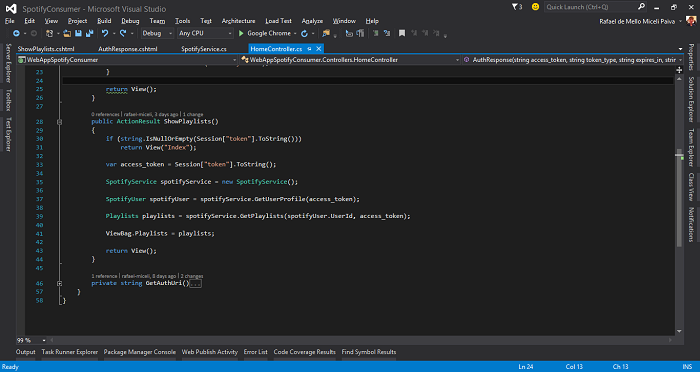 SpotifyConsumer - Microsoft Visual Studio
3
Quick Launch (Ctrl+Q)
File Edit View Project Build Debug Team Tools Test Architecture Load Test Analyze Window Help
Rafael de Mello Miceli Paiva
Debug Any CPU Google Chrome
ShowPlaylists.cshtml AuthResponse.cshtml SpotifyService.cs HomeController.cs
WebAppSpotifyConsumer WebAppSpotifyConsumer.Controllers.HomeController AuthResponse(string access_token, string token_type, string expires_in, strin
Server Explorer
Toolbox
Test Explorer
23 }
24
25 return View();
26 }
27
0 references | rafael-miceli, 3 days ago | 1 change
28 public ActionResult ShowPlaylists()
29 {
30 if (string.IsNullOrEmpty(Session["token"].ToString()))
31 return View("Index");
32
33 var access_token = Session["token"].ToString();
34
35 SpotifyService spotifyService = new SpotifyService();
36
37 SpotifyUser spotifyUser = spotifyService.GetUserProfile(access_token);
38
39 Playlists playlists = spotifyService.GetPlaylists(spotifyUser.UserId, access_token);
40
41 ViewBag.Playlists = playlists;
42
43 return View();
44 }
45
1 reference | rafael-miceli, 8 days ago | 2 changes
46 private string GetAuthUri()...
57 }
58 }
Properties
Solution Explorer
Team Explorer
Class View
Notifications
99 %
Output Task Runner Explorer Package Manager Console Web Publish Activity Error List Code Coverage Results Find Symbol Results
Ready Ln 24 Col 13 Ch 13 INS